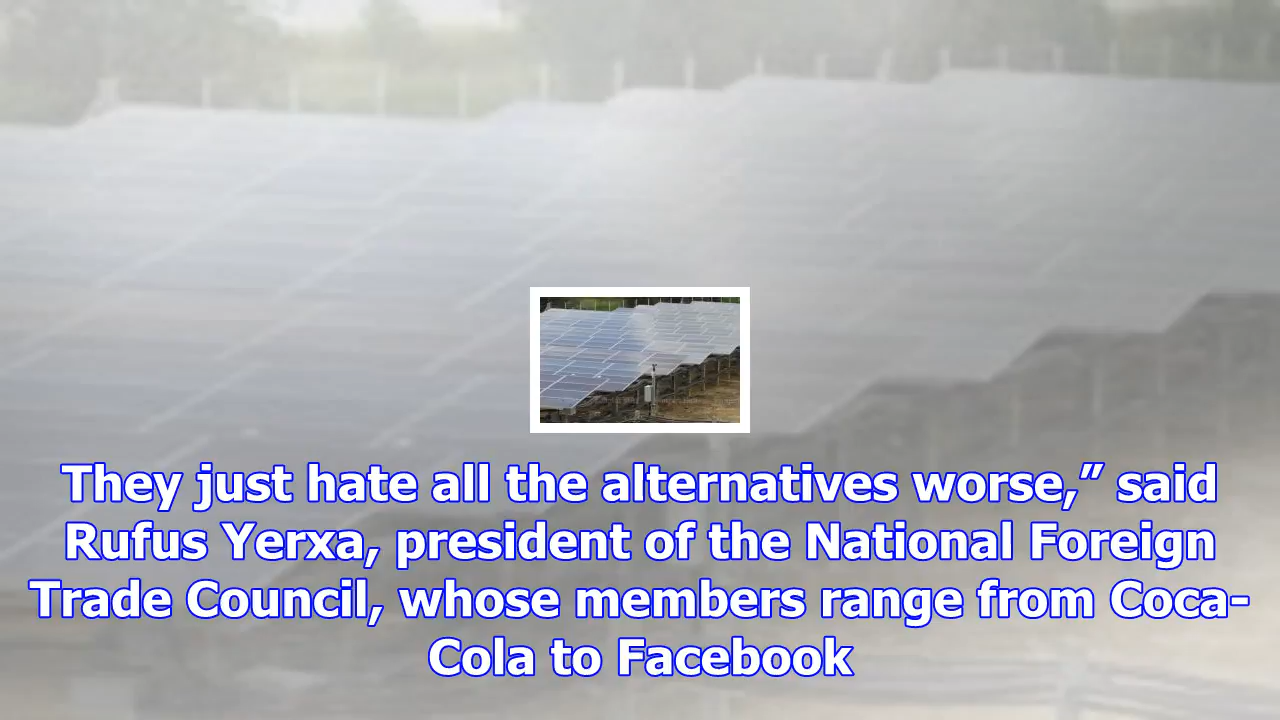 They just hate all the alternatives worse,” said
Rufus Yerxa, president of the National Foreign
Trade Council, whose members range from Coca-
Cola to Facebook